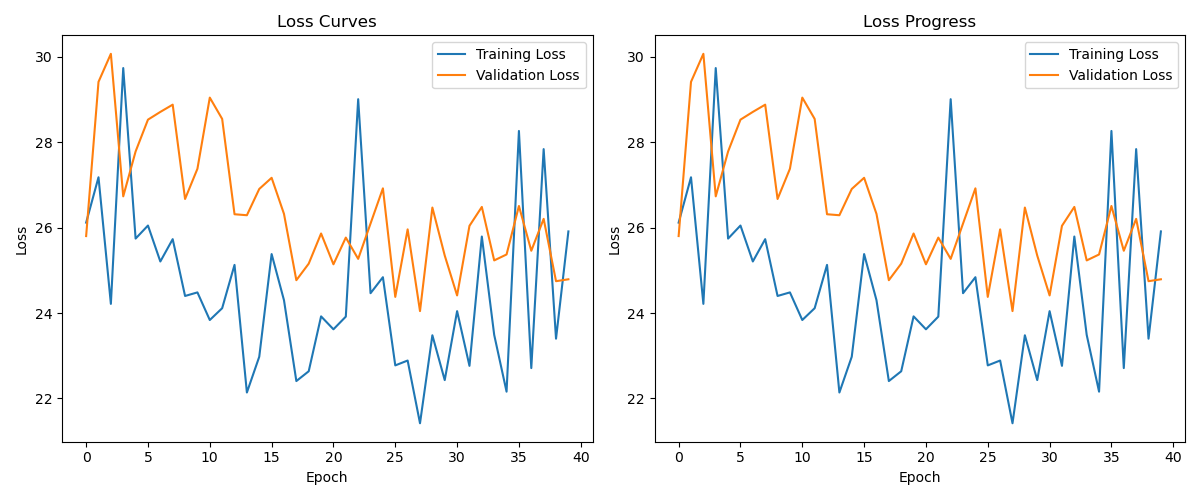 Loss Curves
Loss
30
28
26
24
22
Training Loss
Validation Loss
0 5 10 15 20 25 30 35 40
Epoch
Loss Progress
Loss
30
28
26
24
22
Training Loss
Validation Loss
0 5 10 15 20 25 30 35 40
Epoch